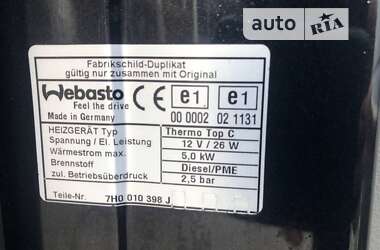 auto RIA
Fabrikschild-Duplikat
gültig nur zusammen mit Original
Webasto
Feel the drive
CE e1 e1
Made in Germany 00 0002 02 1131
HEIZGERÄT Typ Thermo Top C
Spannung / El. Leistung 12 V / 26 W
Wärmestrom max. 5,0 kW
Brennstoff Diesel/PME
zul. Betriebsüberdruck 2,5 bar
Teile-Nr. 7H0 010 398 J